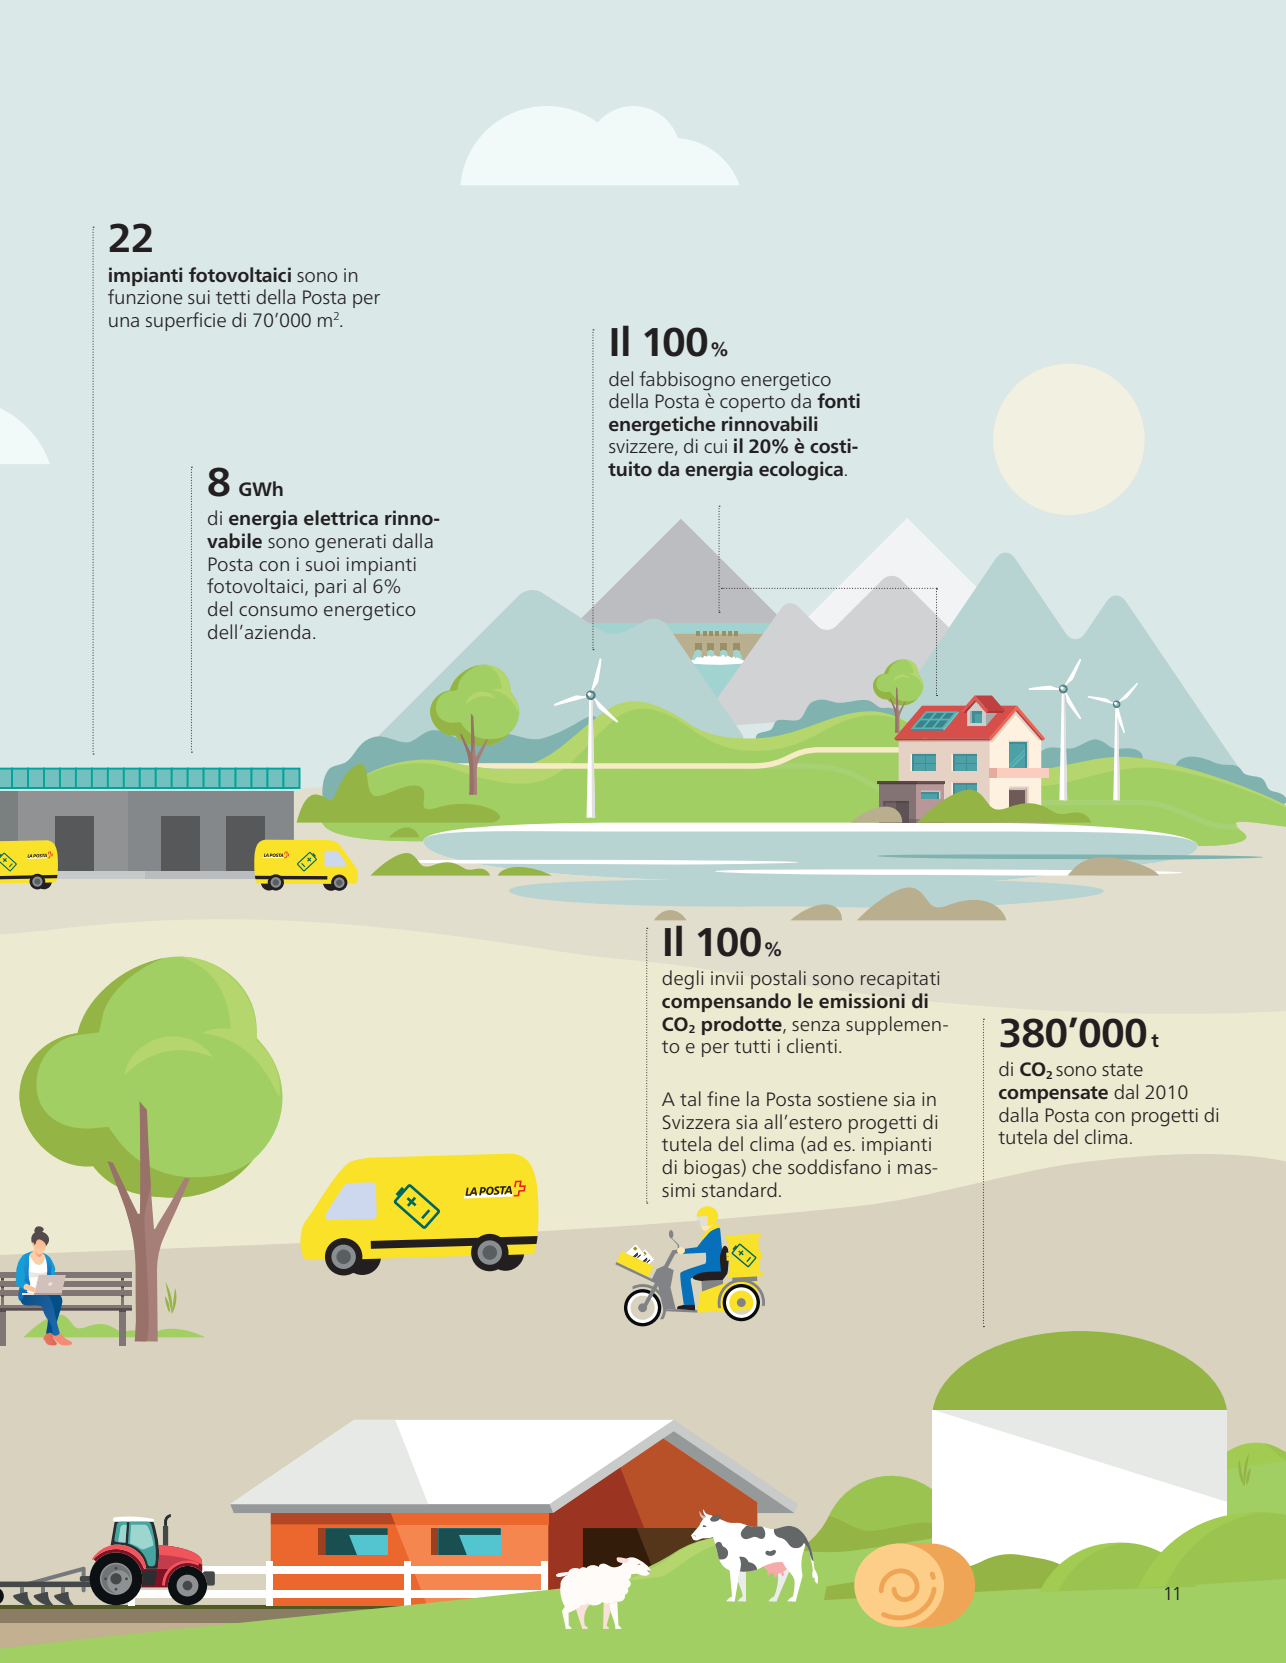 22
impianti fotovoltaici sono in
funzione sui tetti della Posta per
una superficie di 70’000 m².
Il 100 %
del fabbisogno energetico
della Posta è coperto da fonti
energetiche rinnovabili
svizzere, di cui il 20% è costi-
tuito da energia ecologica.
8 GWh
di energia elettrica rinno-
vabile sono generati dalla
Posta con i suoi impianti
fotovoltaici, pari al 6%
del consumo energetico
dell’azienda.
LA POSTA
LA POSTA
Il 100 %
degli invii postali sono recapitati
compensando le emissioni di
CO₂ prodotte, senza supplemen-
to e per tutti i clienti.
A tal fine la Posta sostiene sia in
Svizzera sia all’estero progetti di
tutela del clima (ad es. impianti
di biogas) che soddisfano i mas-
simi standard.
380’000 t
di CO₂ sono state
compensate dal 2010
dalla Posta con progetti di
tutela del clima.
LA POSTA
11